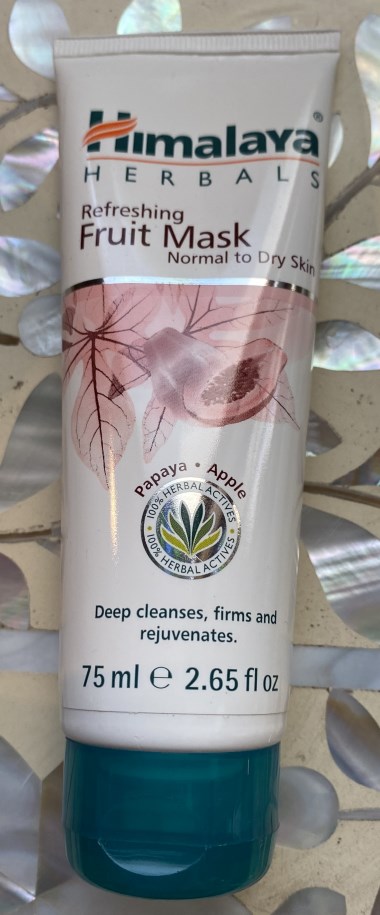 Himalaya®
HERBALS
Refreshing
Fruit Mask
Normal to Dry Skin
Papaya • Apple
100% HERBAL ACTIVES
• 100% HERBAL ACTIVES •
Deep cleanses, firms and
rejuvenates.
75 ml ℮ 2.65 fl oz